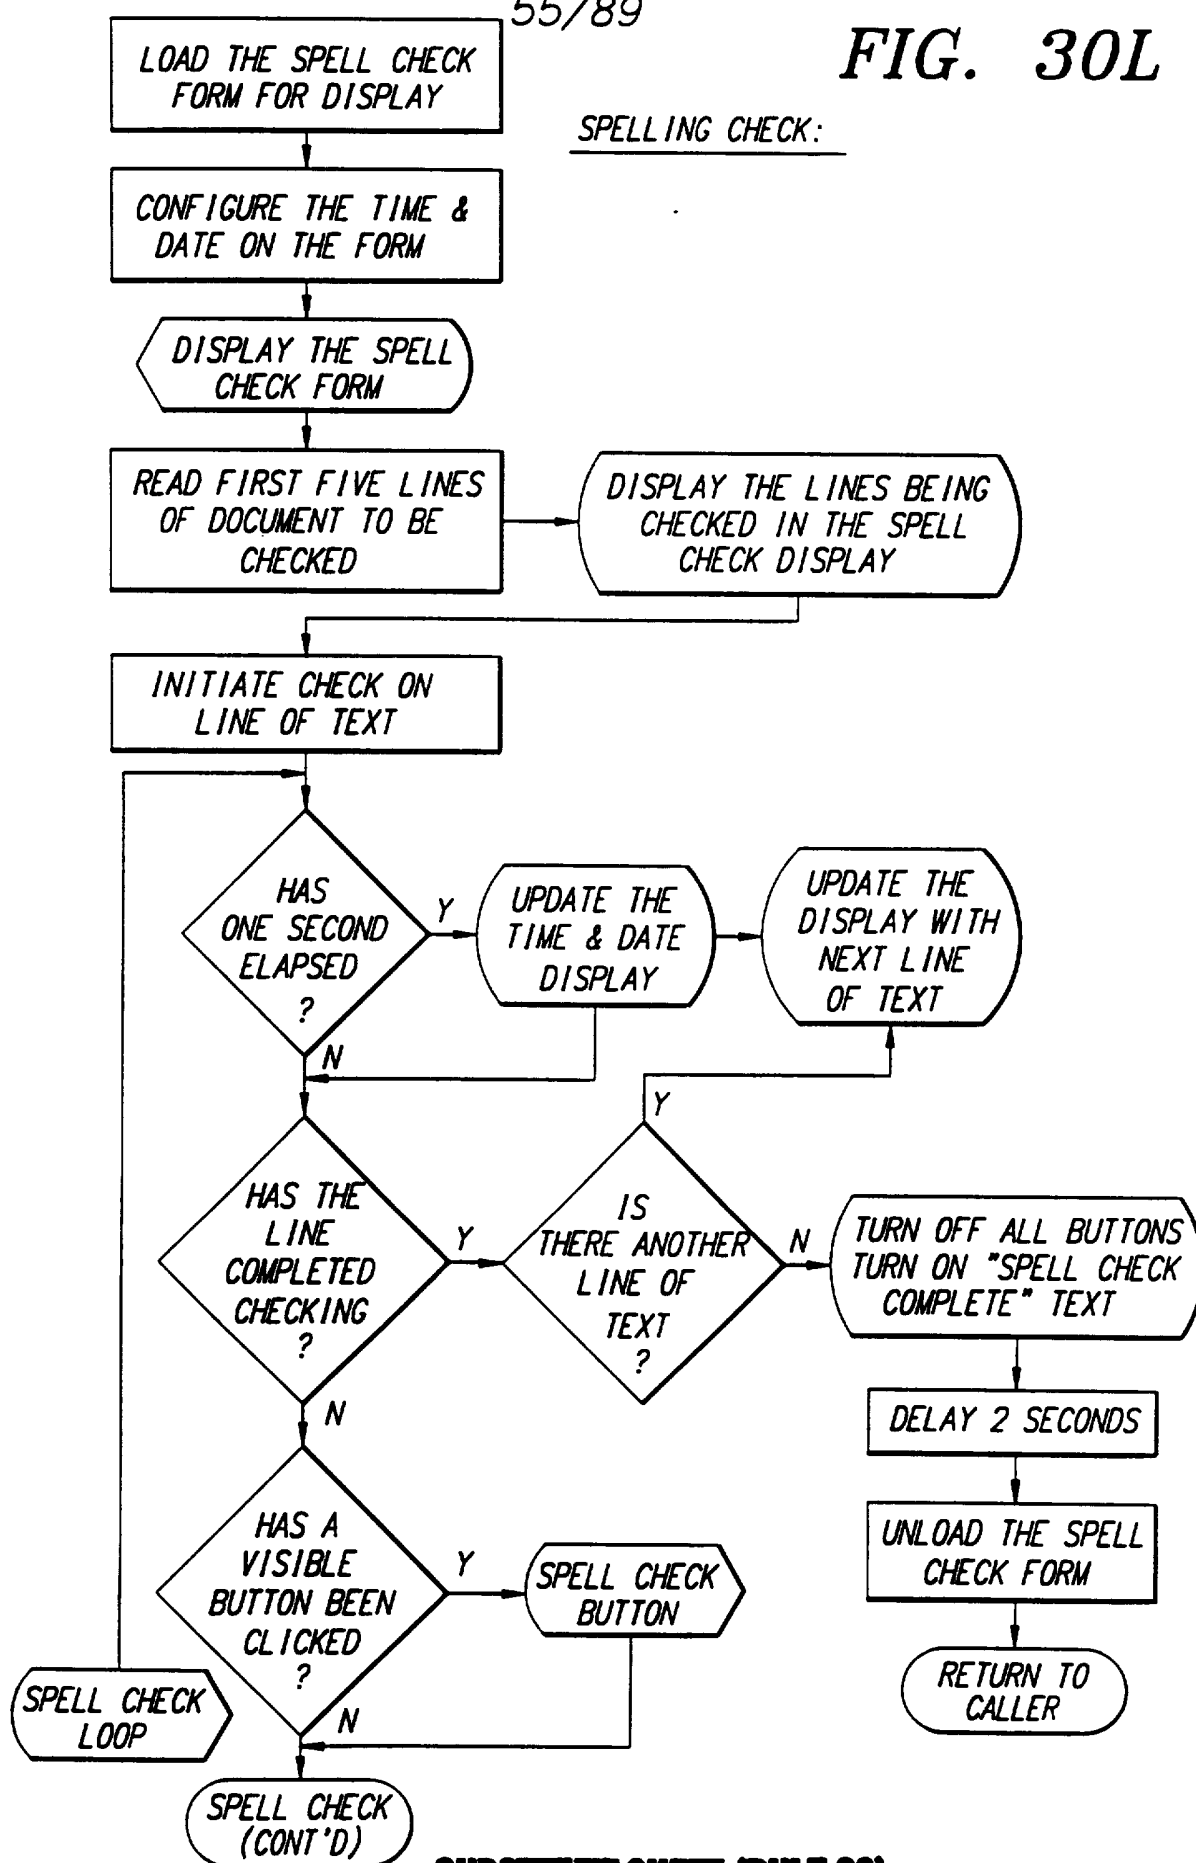 55/89
FIG. 30L
SPELLING CHECK:
LOAD THE SPELL CHECK
FORM FOR DISPLAY
CONFIGURE THE TIME &
DATE ON THE FORM
DISPLAY THE SPELL
CHECK FORM
READ FIRST FIVE LINES
OF DOCUMENT TO BE
CHECKED
DISPLAY THE LINES BEING
CHECKED IN THE SPELL
CHECK DISPLAY
INITIATE CHECK ON
LINE OF TEXT
HAS
ONE SECOND
ELAPSED
?
Y
N
UPDATE THE
TIME & DATE
DISPLAY
UPDATE THE
DISPLAY WITH
NEXT LINE
OF TEXT
HAS THE
LINE
COMPLETED
CHECKING
?
Y
N
IS
THERE ANOTHER
LINE OF
TEXT
?
Y
N
TURN OFF ALL BUTTONS
TURN ON "SPELL CHECK
COMPLETE" TEXT
DELAY 2 SECONDS
UNLOAD THE SPELL
CHECK FORM
RETURN TO
CALLER
HAS A
VISIBLE
BUTTON BEEN
CLICKED
?
Y
N
SPELL CHECK
BUTTON
SPELL CHECK
LOOP
SPELL CHECK
(CONT'D)